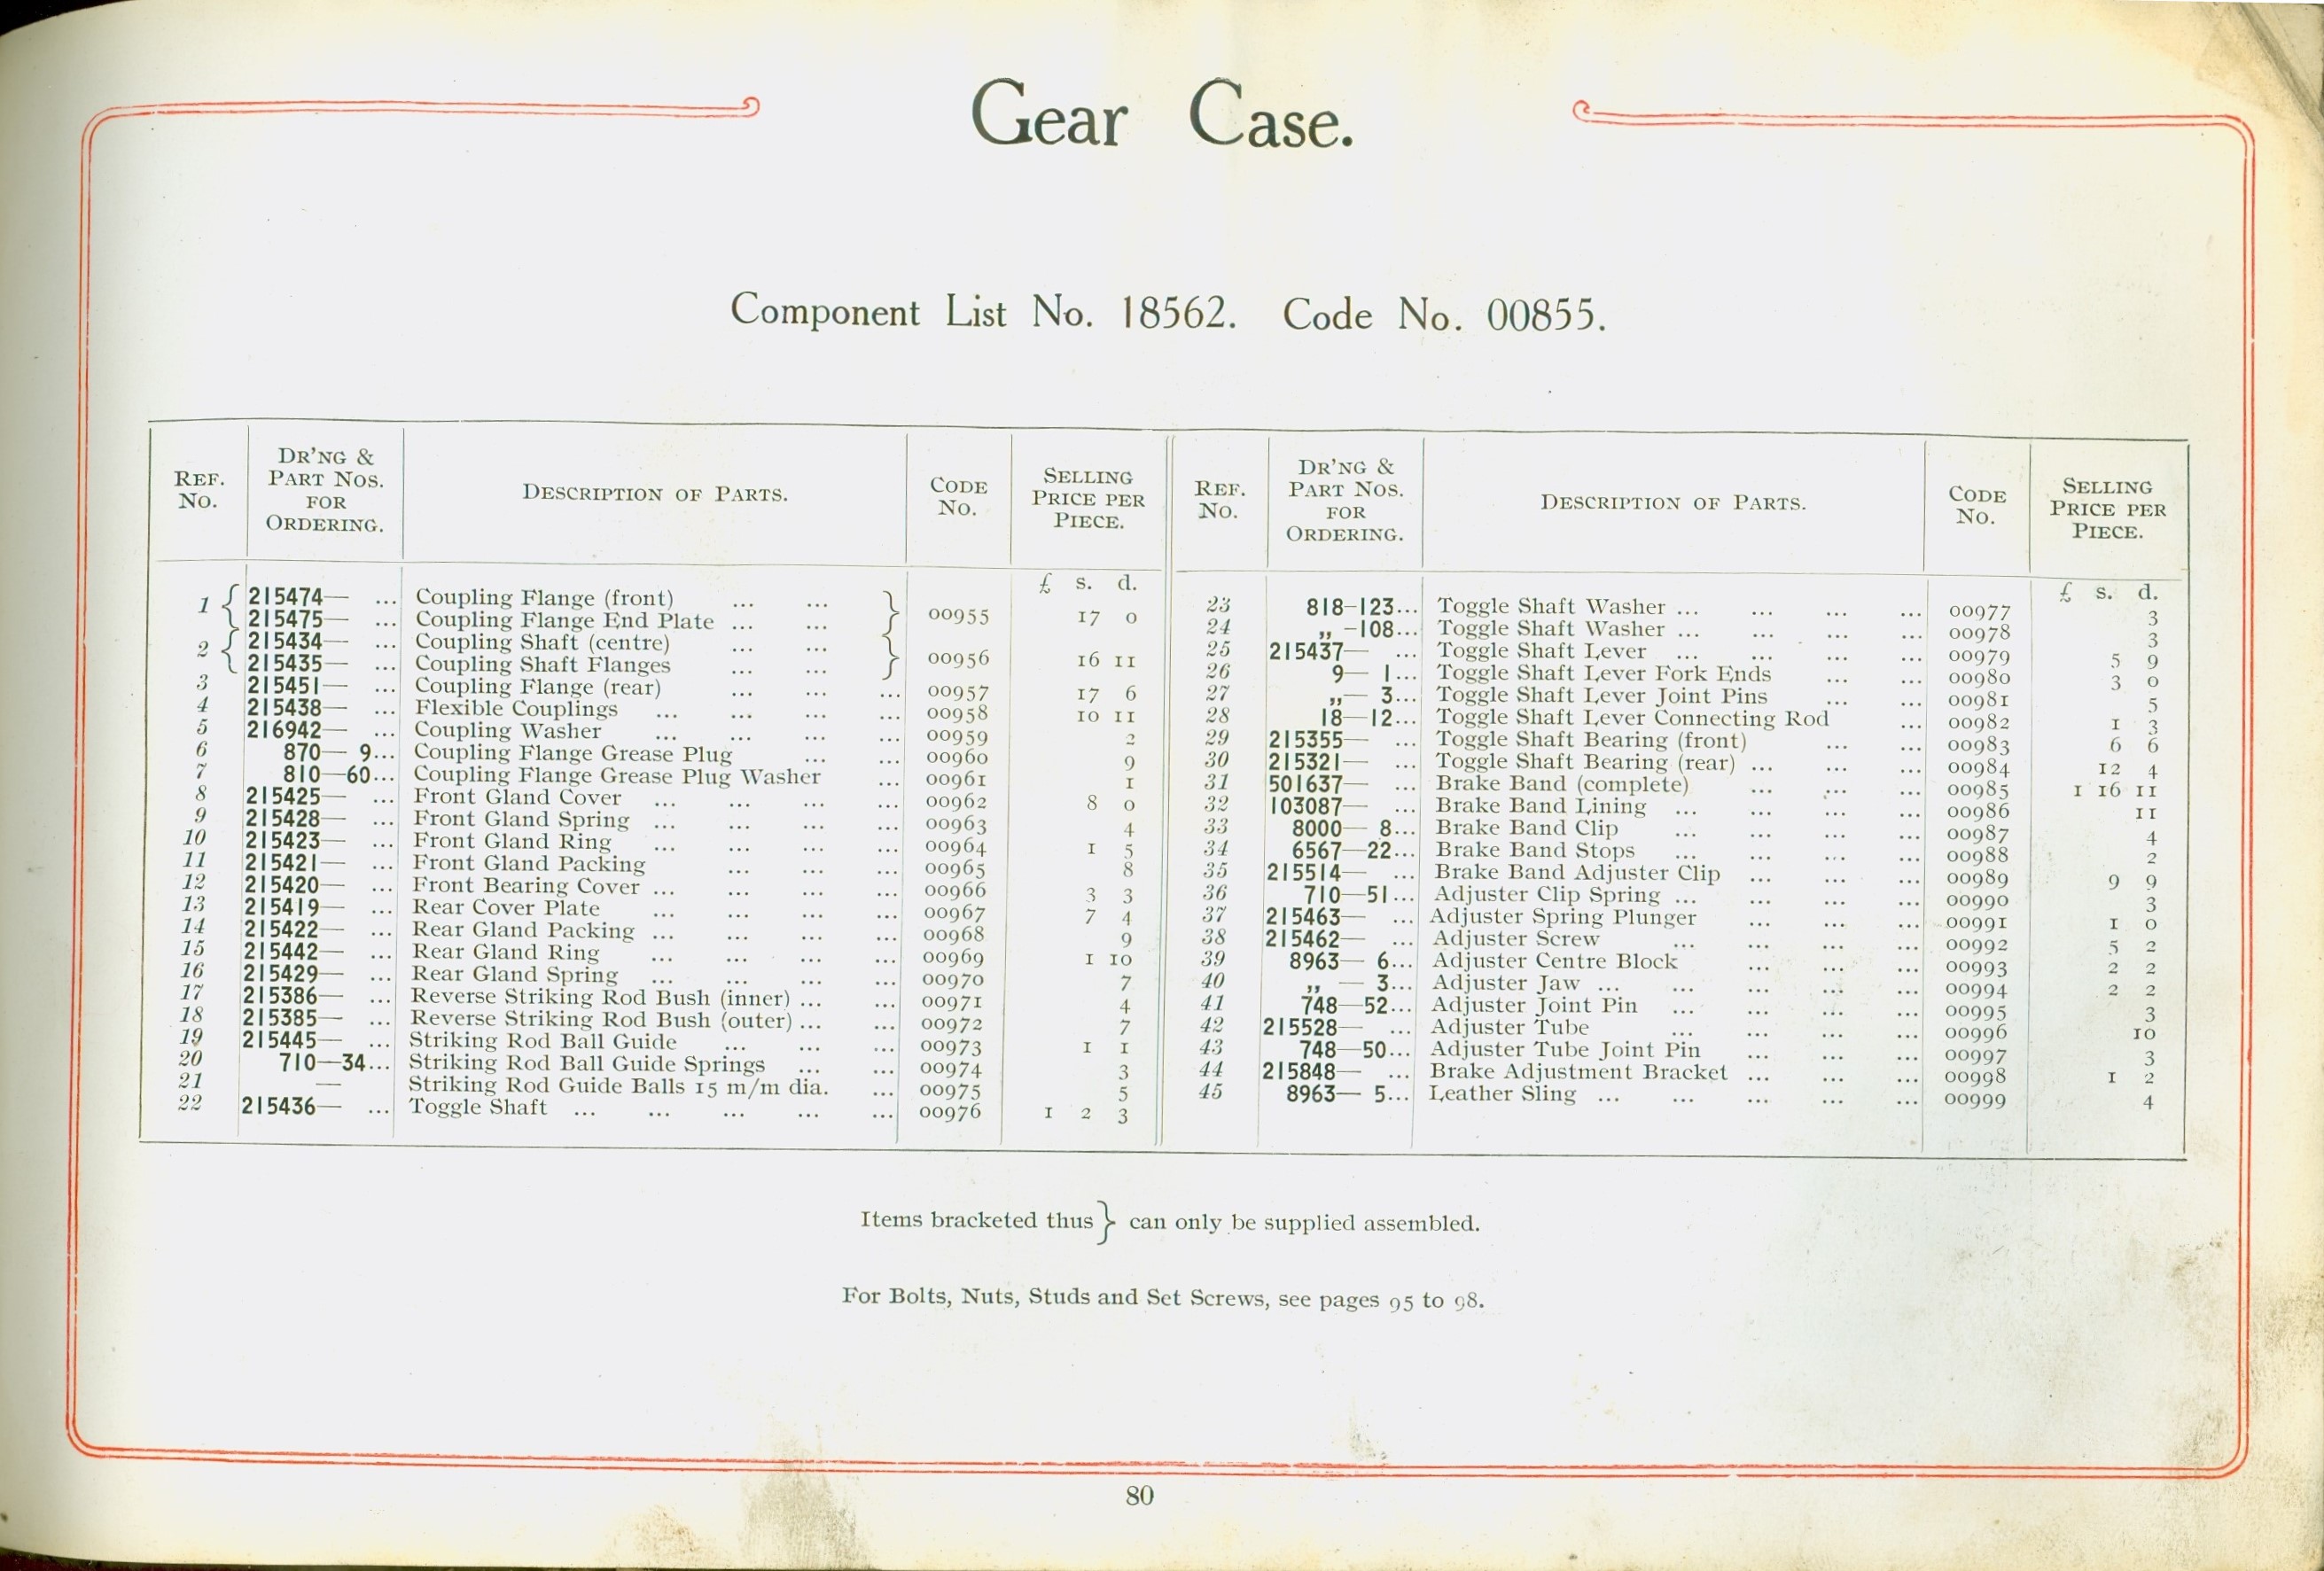 Gear Case.
Component List No. 18562. Code No. 00855.
REF. No. DR'NG & PART NOS. FOR ORDERING. DESCRIPTION OF PARTS. CODE No. SELLING PRICE PER PIECE.
£ s. d.
1 { 215474— ... Coupling Flange (front) ... ... }
215475— ... Coupling Flange End Plate ... ... } 00955 17 0
2 { 215434— ... Coupling Shaft (centre) ... ... }
215435— ... Coupling Shaft Flanges ... ... } 00956 16 11
3 215451— ... Coupling Flange (rear) ... ... ... 00957 17 6
4 215438— ... Flexible Couplings ... ... ... ... 00958 10 11
5 216942— ... Coupling Washer ... ... ... ... 00959 2
6 870— 9... Coupling Flange Grease Plug ... ... 00960 9
7 810—60... Coupling Flange Grease Plug Washer ... 00961 1
8 215425— ... Front Gland Cover ... ... ... ... 00962 8 0
9 215428— ... Front Gland Spring ... ... ... ... 00963 4
10 215423— ... Front Gland Ring ... ... ... ... 00964 1 5
11 215421— ... Front Gland Packing ... ... ... 00965 8
12 215420— ... Front Bearing Cover ... ... ... ... 00966 3 3
13 215419— ... Rear Cover Plate ... ... ... ... 00967 7 4
14 215422— ... Rear Gland Packing ... ... ... ... 00968 9
15 215442— ... Rear Gland Ring ... ... ... ... 00969 1 10
16 215429— ... Rear Gland Spring ... ... ... ... 00970 7
17 215386— ... Reverse Striking Rod Bush (inner) ... ... 00971 4
18 215385— ... Reverse Striking Rod Bush (outer) ... ... 00972 7
19 215445— ... Striking Rod Ball Guide ... ... ... 00973 1 1
20 710—34... Striking Rod Ball Guide Springs ... ... 00974 3
21 — Striking Rod Guide Balls 15 m/m dia. ... 00975 5
22 215436— ... Toggle Shaft ... ... ... ... ... 00976 1 2 3
REF. No. DR'NG & PART NOS. FOR ORDERING. DESCRIPTION OF PARTS. CODE No. SELLING PRICE PER PIECE.
£ s. d.
23 818-123... Toggle Shaft Washer ... ... ... ... 00977 3
24 „ -108... Toggle Shaft Washer ... ... ... ... 00978 3
25 215437— ... Toggle Shaft Lever ... ... ... ... 00979 5 9
26 9— 1... Toggle Shaft Lever Fork Ends ... ... 00980 3 0
27 „— 3... Toggle Shaft Lever Joint Pins ... ... 00981 5
28 18—12... Toggle Shaft Lever Connecting Rod ... 00982 1 3
29 215355— ... Toggle Shaft Bearing (front) ... ... 00983 6 6
30 215321— ... Toggle Shaft Bearing (rear) ... ... ... 00984 12 4
31 501637— ... Brake Band (complete) ... ... ... 00985 1 16 11
32 103087— ... Brake Band Lining ... ... ... ... 00986 11
33 8000— 8... Brake Band Clip ... ... ... ... 00987 4
34 6567—22... Brake Band Stops ... ... ... ... 00988 2
35 215514— ... Brake Band Adjuster Clip ... ... ... 00989 9 9
36 710—51... Adjuster Clip Spring ... ... ... ... 00990 3
37 215463— ... Adjuster Spring Plunger ... ... ... 00991 1 0
38 215462— ... Adjuster Screw ... ... ... ... 00992 5 2
39 8963— 6... Adjuster Centre Block ... ... ... 00993 2 2
40 „ — 3... Adjuster Jaw ... ... ... ... ... 00994 2 2
41 748—52... Adjuster Joint Pin ... ... ... ... 00995 3
42 215528— ... Adjuster Tube ... ... ... ... 00996 10
43 748—50... Adjuster Tube Joint Pin ... ... ... 00997 3
44 215848— ... Brake Adjustment Bracket ... ... ... 00998 1 2
45 8963— 5... Leather Sling ... ... ... ... ... 00999 4
Items bracketed thus } can only be supplied assembled.
For Bolts, Nuts, Studs and Set Screws, see pages 95 to 98.
80